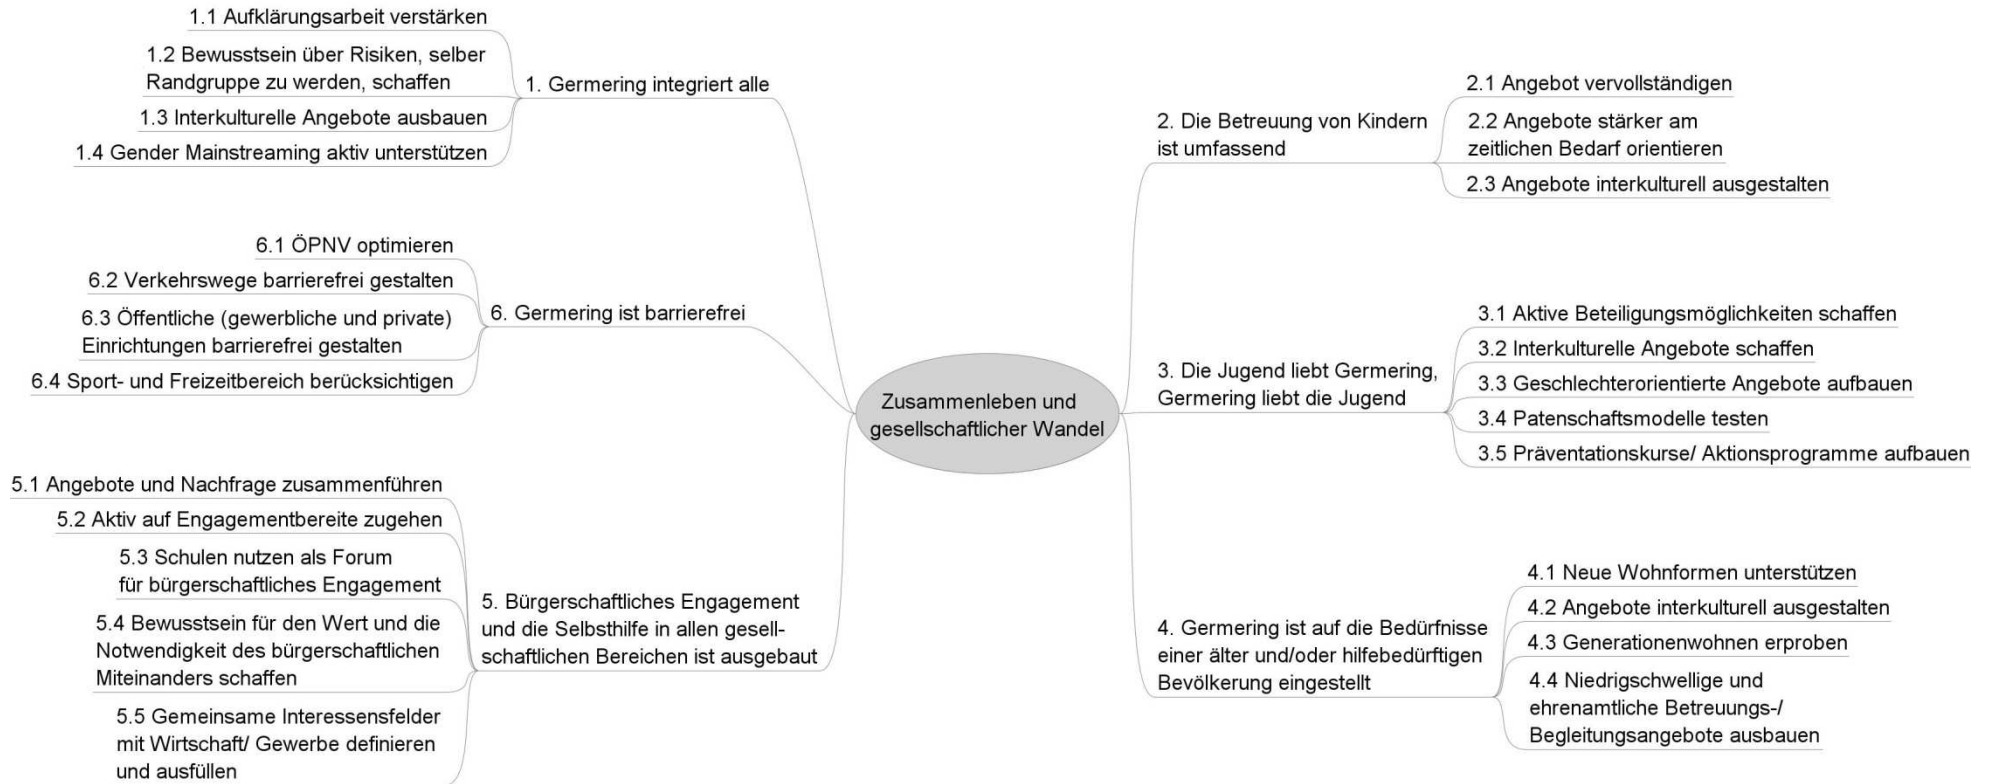 Zusammenleben und
gesellschaftlicher Wandel
1. Germering integriert alle
1.1 Aufklärungsarbeit verstärken
1.2 Bewusstsein über Risiken, selber
Randgruppe zu werden, schaffen
1.3 Interkulturelle Angebote ausbauen
1.4 Gender Mainstreaming aktiv unterstützen
2. Die Betreuung von Kindern
ist umfassend
2.1 Angebot vervollständigen
2.2 Angebote stärker am
zeitlichen Bedarf orientieren
2.3 Angebote interkulturell ausgestalten
3. Die Jugend liebt Germering,
Germering liebt die Jugend
3.1 Aktive Beteiligungsmöglichkeiten schaffen
3.2 Interkulturelle Angebote schaffen
3.3 Geschlechterorientierte Angebote aufbauen
3.4 Patenschaftsmodelle testen
3.5 Präventationskurse/ Aktionsprogramme aufbauen
4. Germering ist auf die Bedürfnisse
einer älter und/oder hilfebedürftigen
Bevölkerung eingestellt
4.1 Neue Wohnformen unterstützen
4.2 Angebote interkulturell ausgestalten
4.3 Generationenwohnen erproben
4.4 Niedrigschwellige und
ehrenamtliche Betreuungs-/
Begleitungsangebote ausbauen
5. Bürgerschaftliches Engagement
und die Selbsthilfe in allen gesell-
schaftlichen Bereichen ist ausgebaut
5.1 Angebote und Nachfrage zusammenführen
5.2 Aktiv auf Engagementbereite zugehen
5.3 Schulen nutzen als Forum
für bürgerschaftliches Engagement
5.4 Bewusstsein für den Wert und die
Notwendigkeit des bürgerschaftlichen
Miteinanders schaffen
5.5 Gemeinsame Interessensfelder
mit Wirtschaft/ Gewerbe definieren
und ausfüllen
6. Germering ist barrierefrei
6.1 ÖPNV optimieren
6.2 Verkehrswege barrierefrei gestalten
6.3 Öffentliche (gewerbliche und private)
Einrichtungen barrierefrei gestalten
6.4 Sport- und Freizeitbereich berücksichtigen